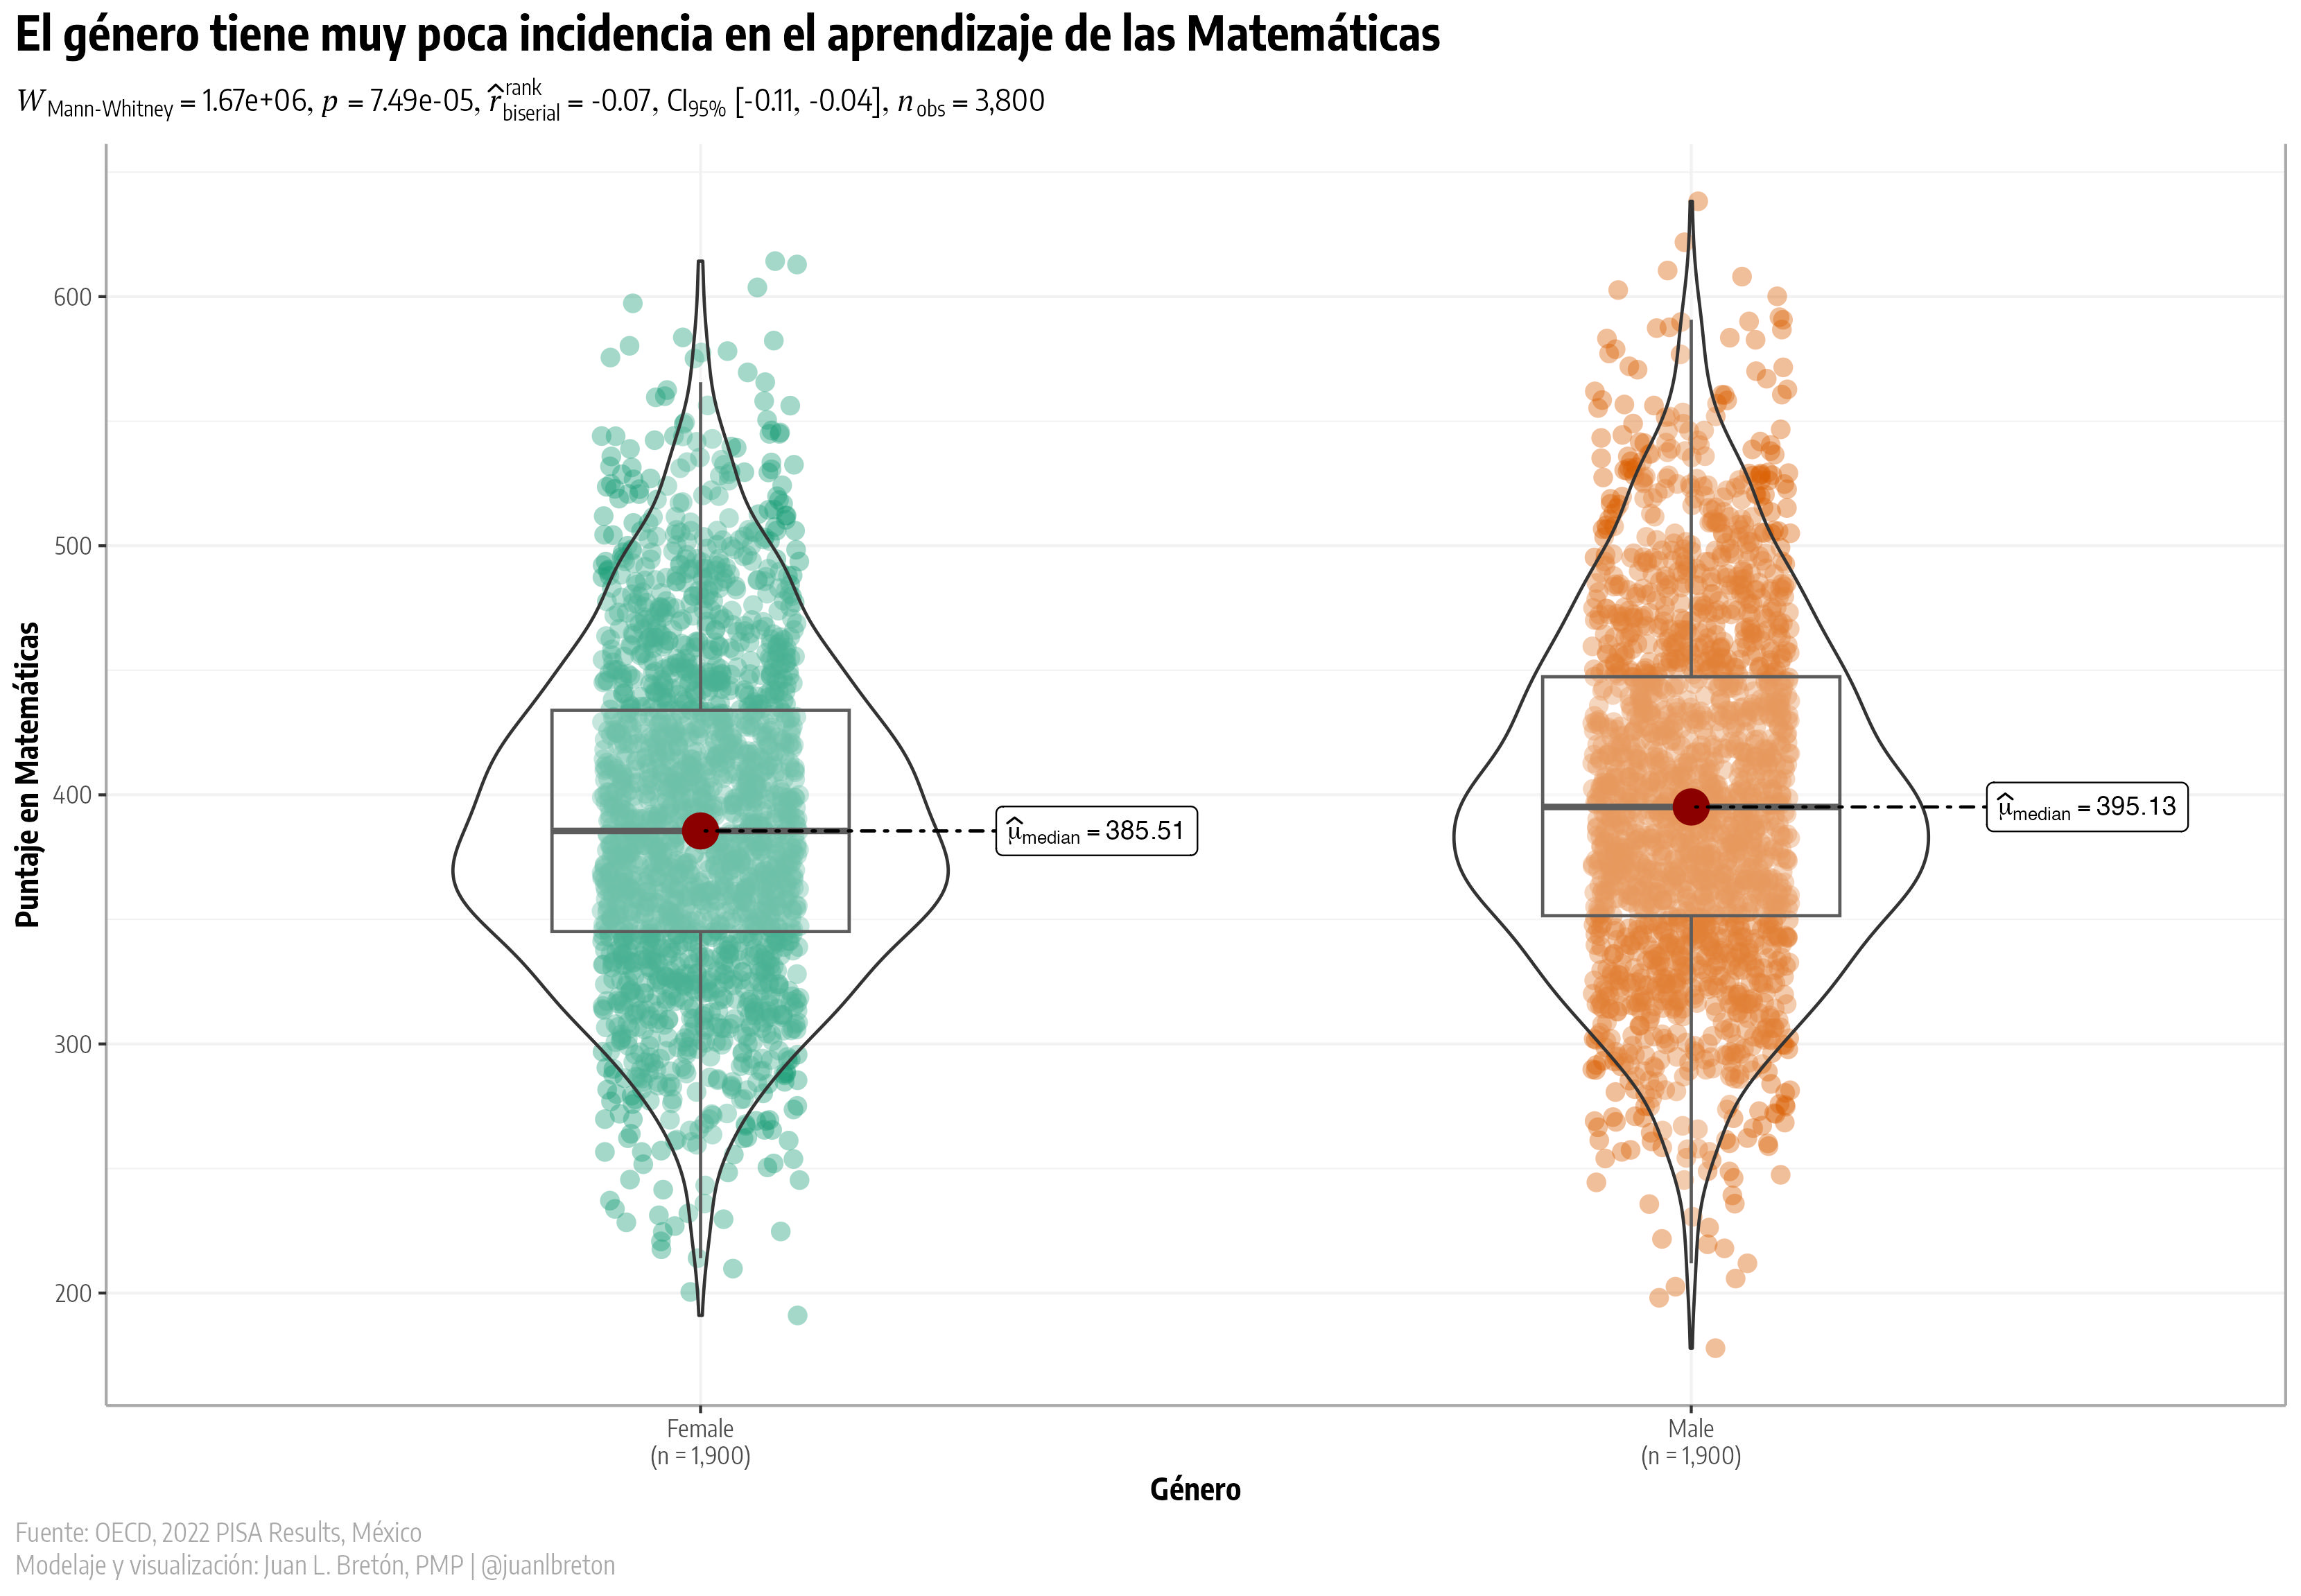 El género tiene muy poca incidencia en el aprendizaje de las Matemáticas
W Mann-Whitney = 1.67e+06, p = 7.49e-05, r̂ rank biserial = -0.07, CI95% [-0.11, -0.04], n obs = 3,800
Puntaje en Matemáticas
600
500
400
300
200
μ̂ median = 385.51
μ̂ median = 395.13
Female
(n = 1,900)
Male
(n = 1,900)
Género
Fuente: OECD, 2022 PISA Results, México
Modelaje y visualización: Juan L. Bretón, PMP | @juanlbreton